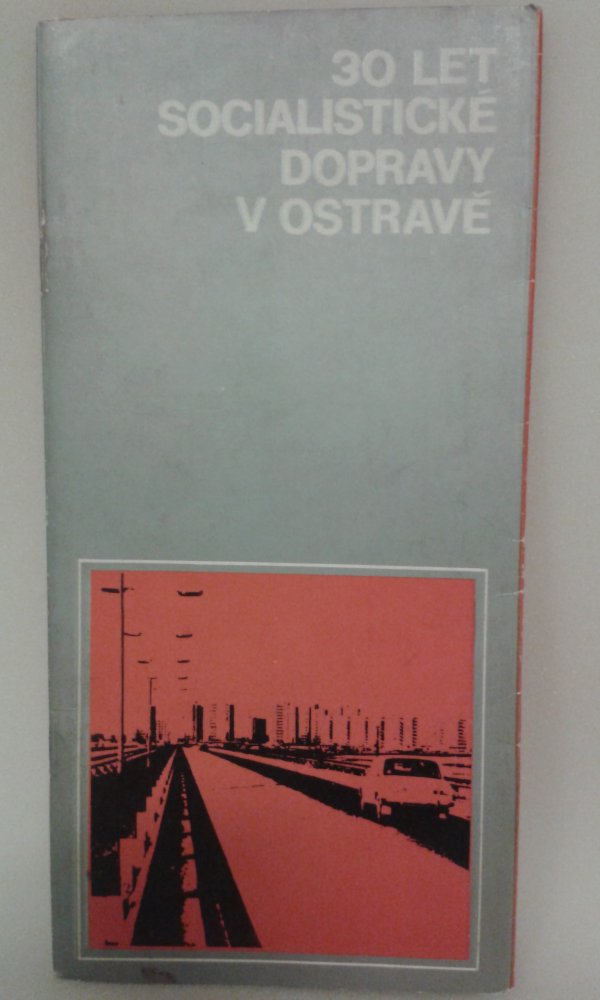 30 LET
SOCIALISTICKÉ
DOPRAVY
V OSTRAVĚ